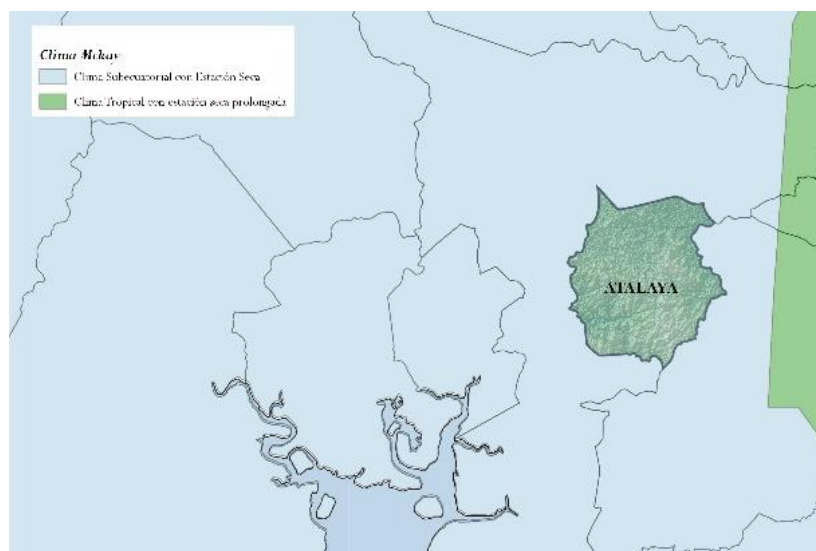 Clima Mckay
Clima Subecuatorial con Estación Seca
Clima Tropical con estación seca prolongada
ATALAYA